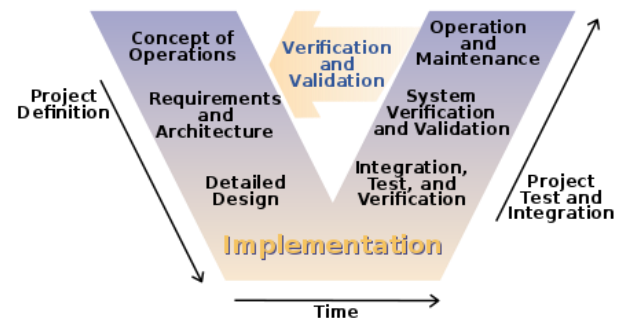 Concept of
Operations
Verification
and
Validation
Operation
and
Maintenance
Project
Definition
Requirements
and
Architecture
System
Verification
and Validation
Detailed
Design
Integration,
Test, and
Verification
Project
Test and
Integration
Implementation
Time